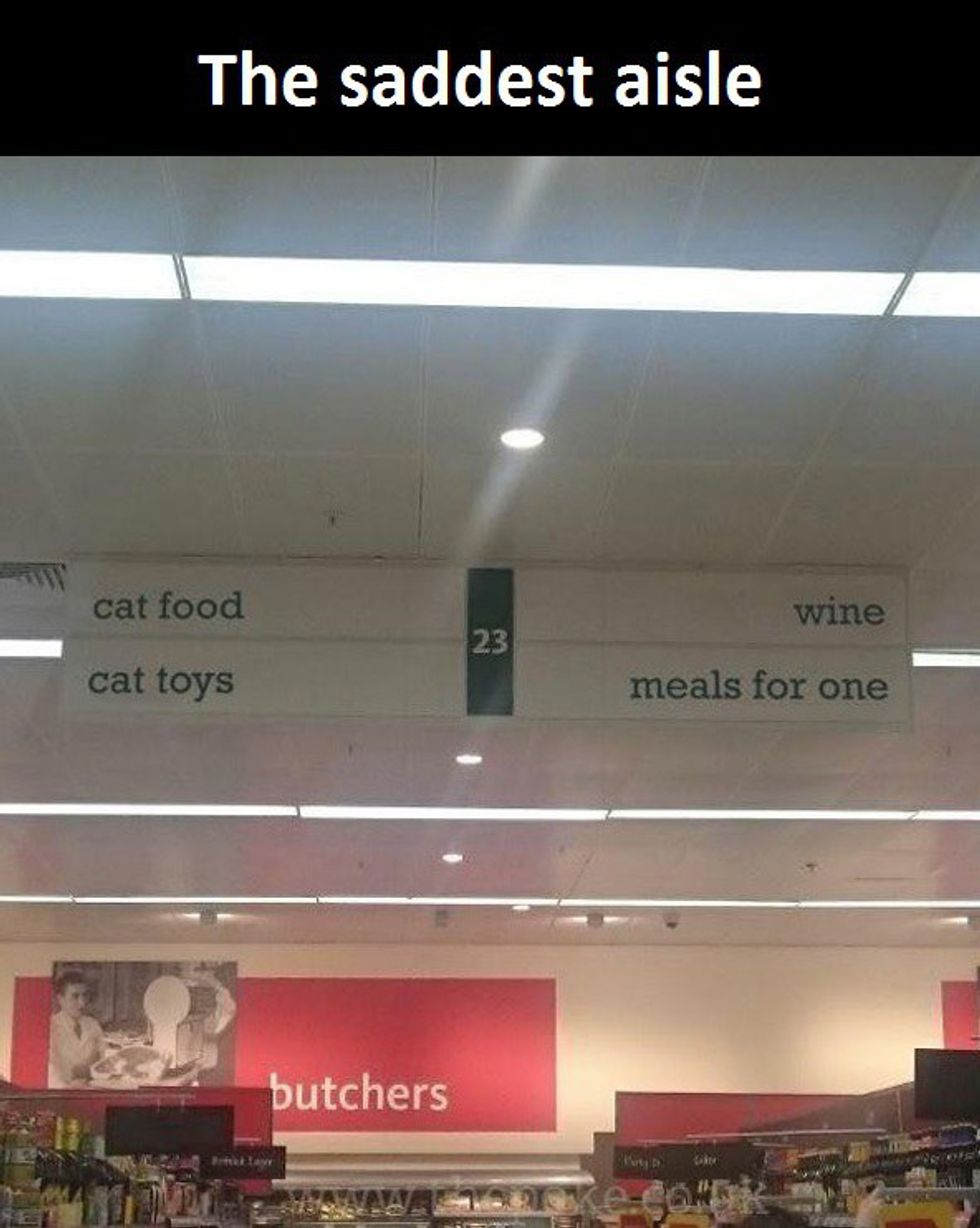 The saddest aisle
cat food
cat toys
23
wine
meals for one
butchers